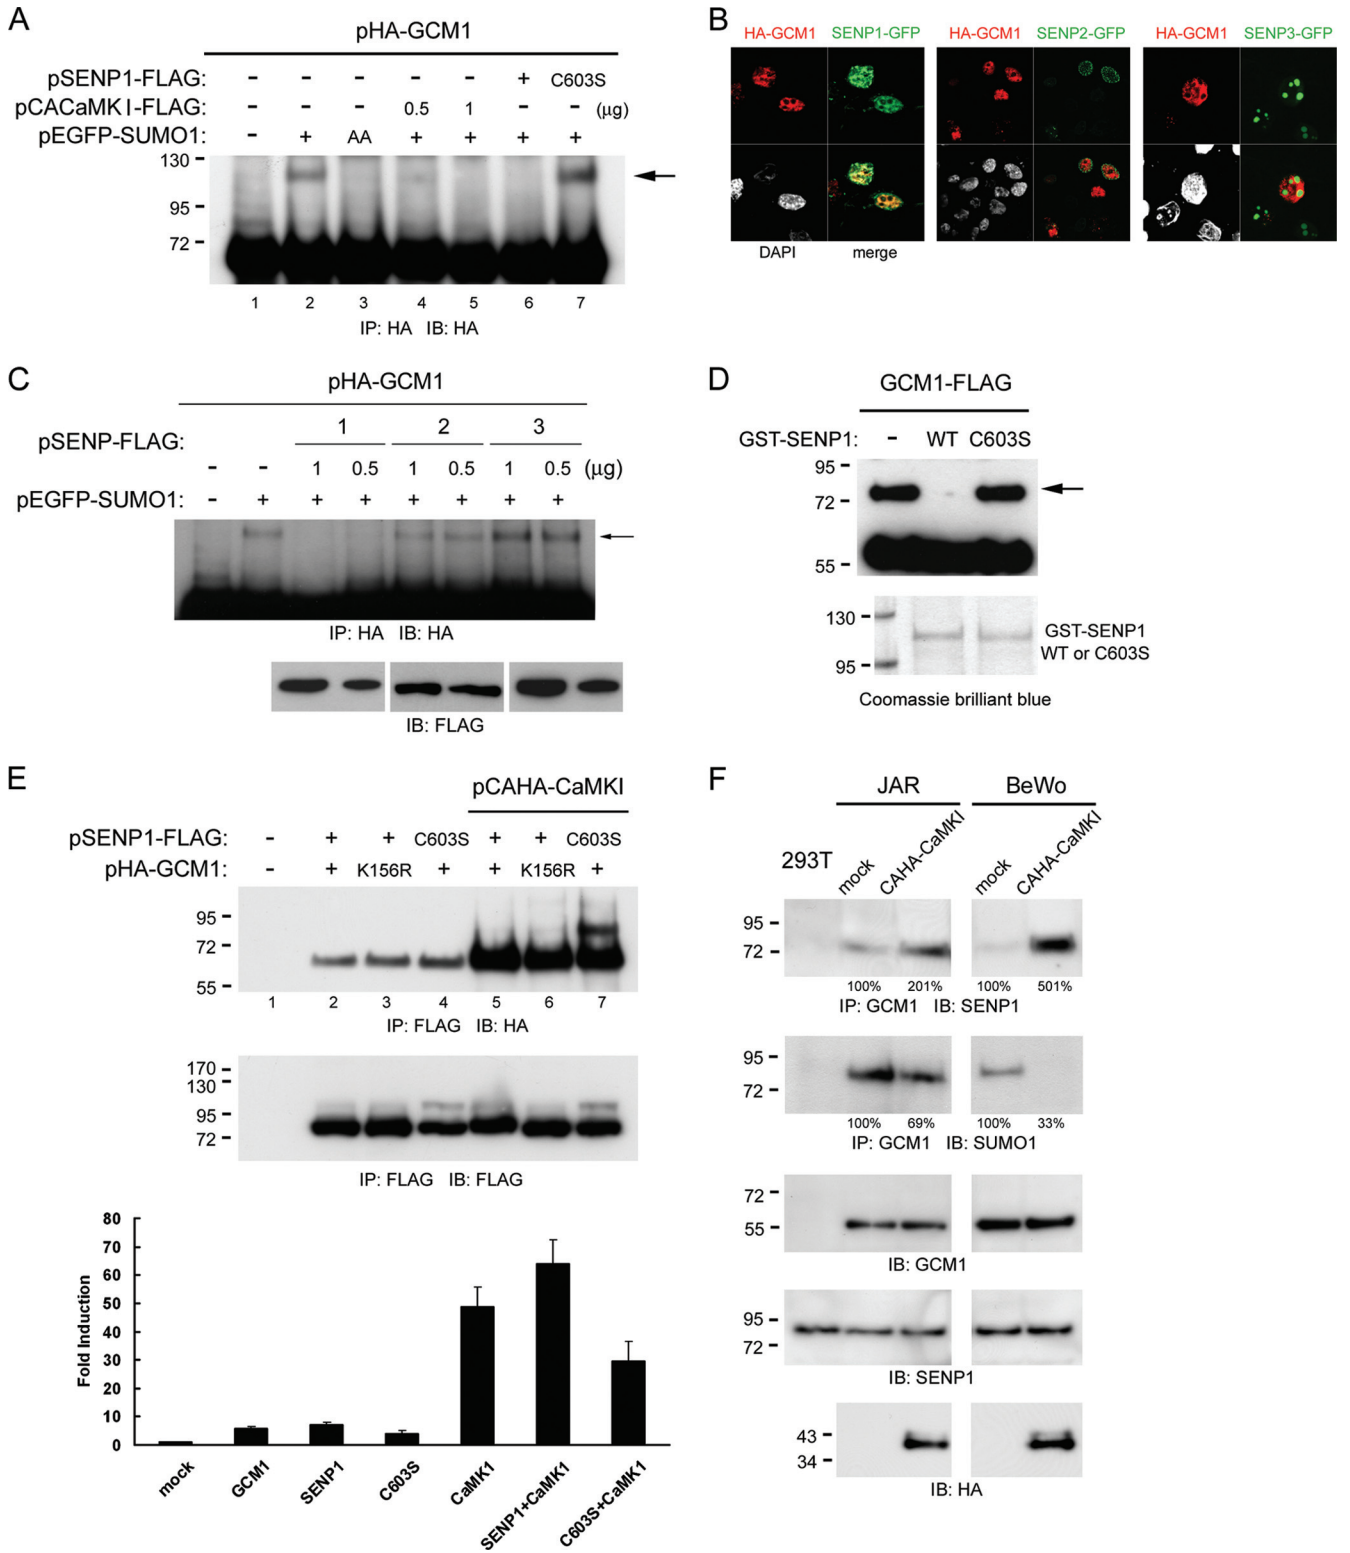 A
pHA-GCM1
pSENP1-FLAG: - - - - - + C603S
pCACaMK1-FLAG: - - - 0.5 1 - - (µg)
pEGFP-SUMO1: - + AA + + + +
130
95
72
1 2 3 4 5 6 7
IP: HA IB: HA
B
HA-GCM1 SENP1-GFP HA-GCM1 SENP2-GFP HA-GCM1 SENP3-GFP
DAPI merge
C
pHA-GCM1
pSENP-FLAG: 1 2 3
- - 1 0.5 1 0.5 1 0.5 (µg)
pEGFP-SUMO1: - + + + + + + +
IP: HA IB: HA
IB: FLAG
D
GCM1-FLAG
GST-SENP1: - WT C603S
95
72
55
130
95
GST-SENP1
WT or C603S
Coomassie brilliant blue
E
pCAHA-CaMKI
pSENP1-FLAG: - + + C603S + + C603S
pHA-GCM1: - + K156R + + K156R +
95
72
55
1 2 3 4 5 6 7
IP: FLAG IB: HA
170
130
95
72
IP: FLAG IB: FLAG
Fold Induction
80
70
60
50
40
30
20
10
0
mock GCM1 SENP1 C603S CaMK1 SENP1+CaMK1 C603S+CaMK1
F
JAR BeWo
293T mock CAHA-CaMKI mock CAHA-CaMKI
95
72
100% 201% 100% 501%
IP: GCM1 IB: SENP1
95
72
100% 69% 100% 33%
IP: GCM1 IB: SUMO1
72
55
IB: GCM1
95
72
IB: SENP1
43
34
IB: HA